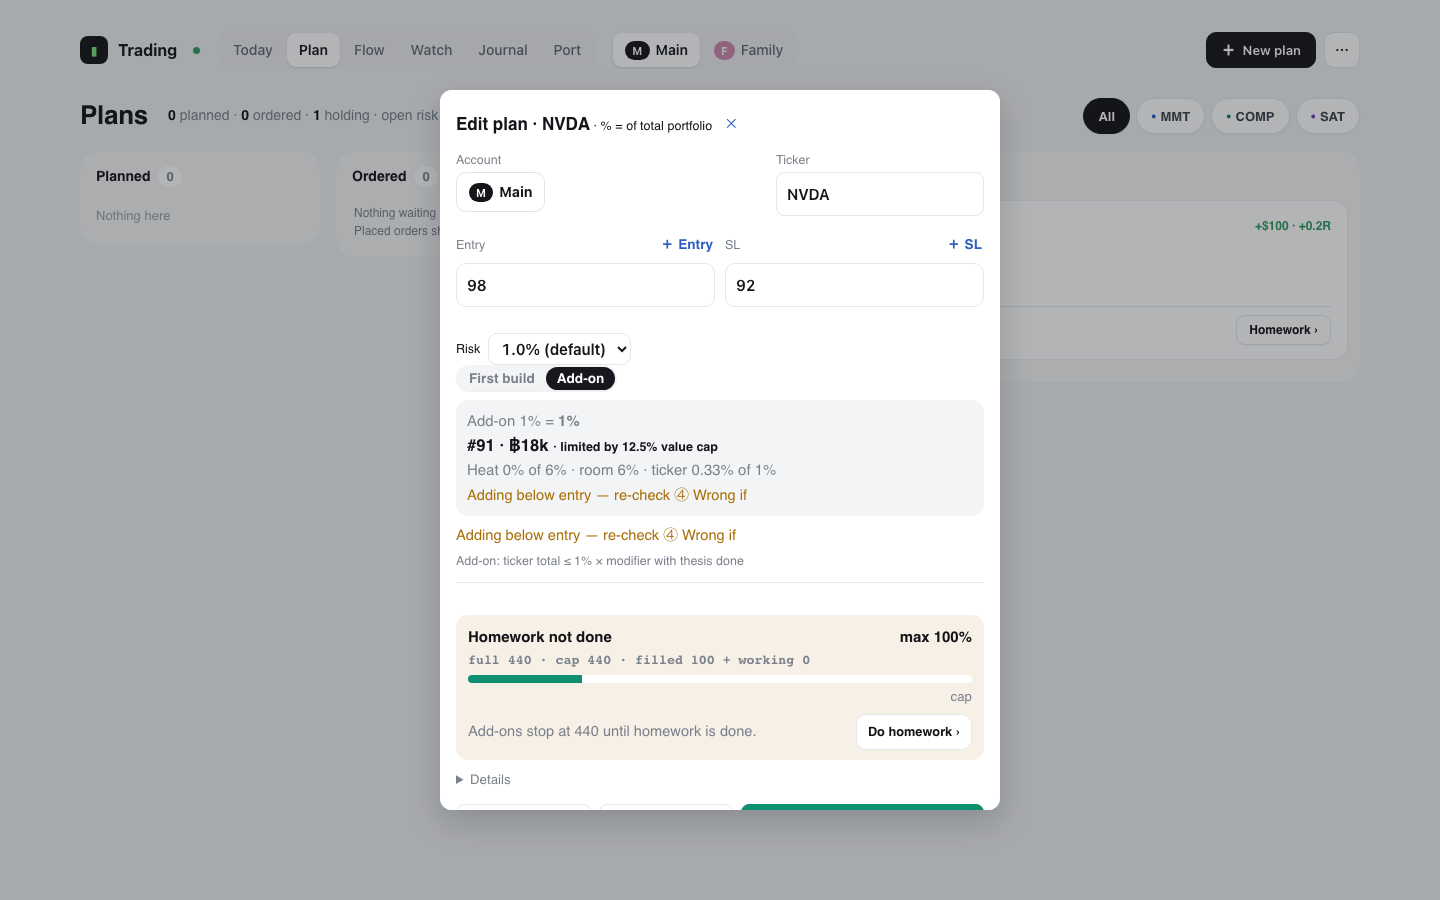 Trading
Today
Plan
Flow
Watch
Journal
Port
M Main
F Family
+ New plan
...
Plans
0 planned · 0 ordered · 1 holding · open risk
All
• MMT
• COMP
• SAT
Planned 0
Nothing here
Ordered 0
Nothing waiting
Placed orders
+$100 · +0.2R
Homework ›
Edit plan · NVDA · % = of total portfolio ×
Account
M Main
Ticker
NVDA
Entry + Entry
98
SL + SL
92
Risk 1.0% (default)
First build Add-on
Add-on 1% = 1%
#91 · ฿18k · limited by 12.5% value cap
Heat 0% of 6% · room 6% · ticker 0.33% of 1%
Adding below entry — re-check ④ Wrong if
Adding below entry — re-check ④ Wrong if
Add-on: ticker total ≤ 1% × modifier with thesis done
Homework not done max 100%
full 440 · cap 440 · filled 100 + working 0
cap
Add-ons stop at 440 until homework is done.
Do homework ›
▶ Details